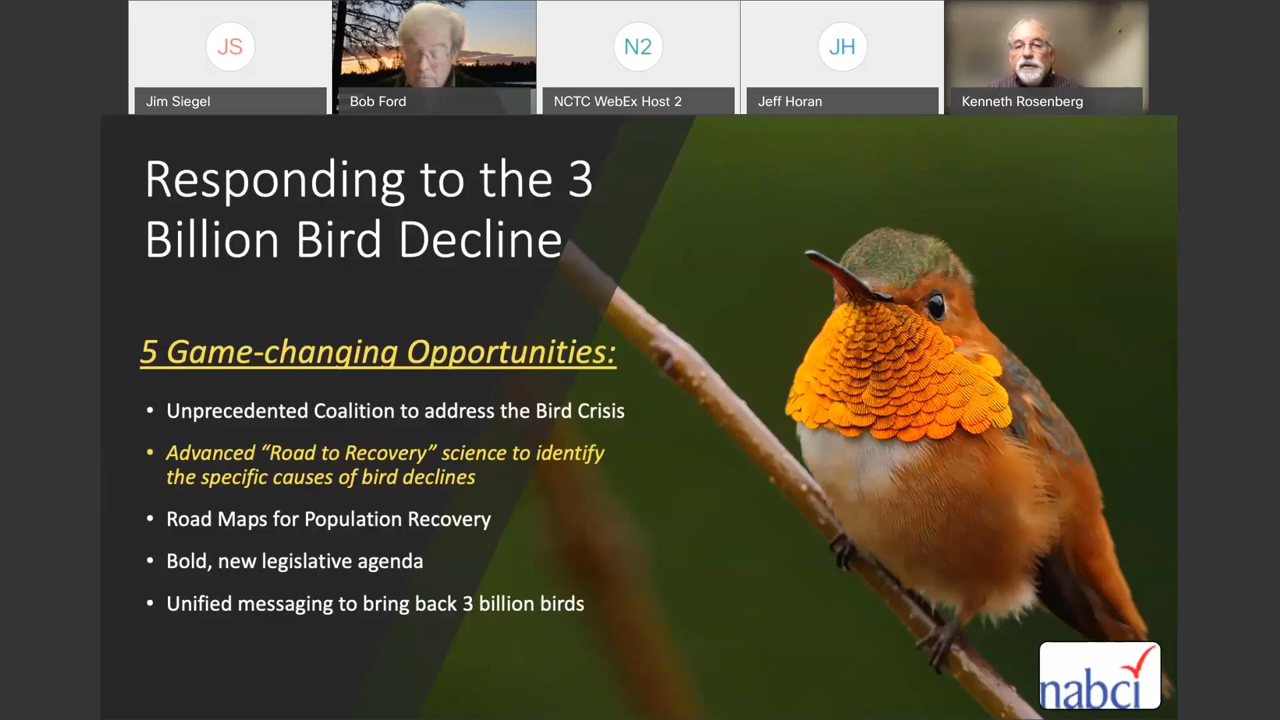 JS
N2
JH
Jim Siegel
Bob Ford
NCTC WebEx Host 2
Jeff Horan
Kenneth Rosenberg
Responding to the 3
Billion Bird Decline
5 Game-changing Opportunities:
• Unprecedented Coalition to address the Bird Crisis
• Advanced “Road to Recovery” science to identify
the specific causes of bird declines
• Road Maps for Population Recovery
• Bold, new legislative agenda
• Unified messaging to bring back 3 billion birds
nabci